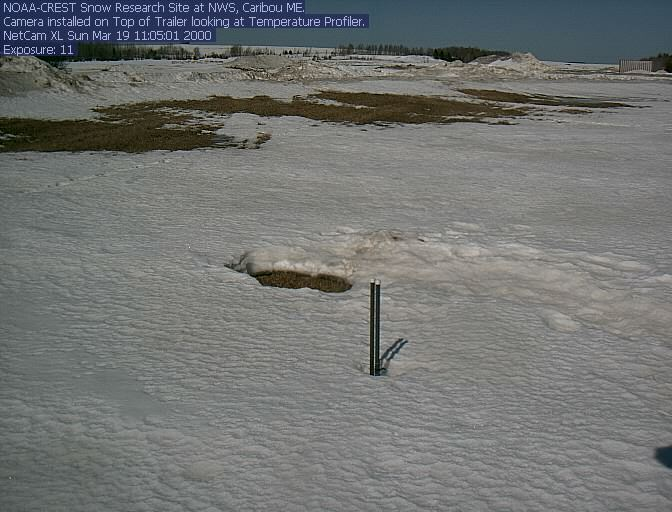 NOAA-CREST Snow Research Site at NWS, Caribou ME.
Camera installed on Top of Trailer looking at Temperature Profiler.
NetCam XL Sun Mar 19 11:05:01 2000
Exposure: 11